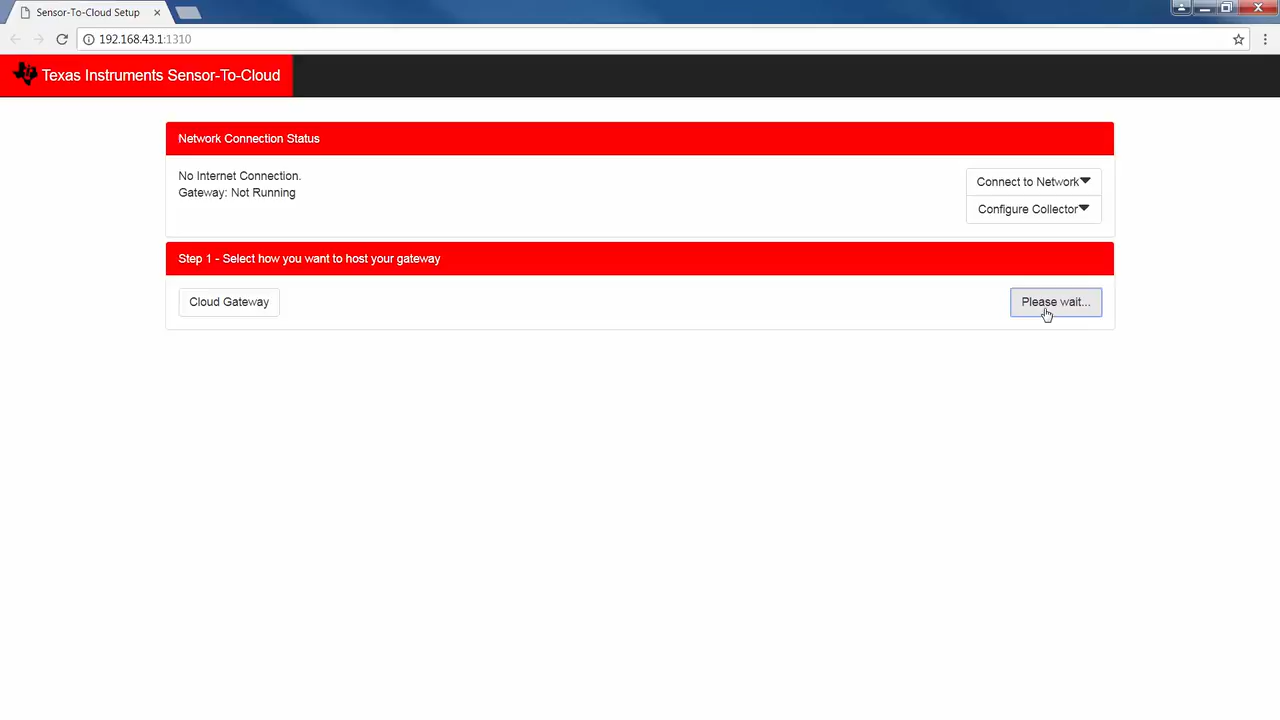 Sensor-To-Cloud Setup
192.168.43.1:1310
Texas Instruments Sensor-To-Cloud
Network Connection Status
No Internet Connection.
Gateway: Not Running
Connect to Network
Configure Collector
Step 1 - Select how you want to host your gateway
Cloud Gateway
Please wait...